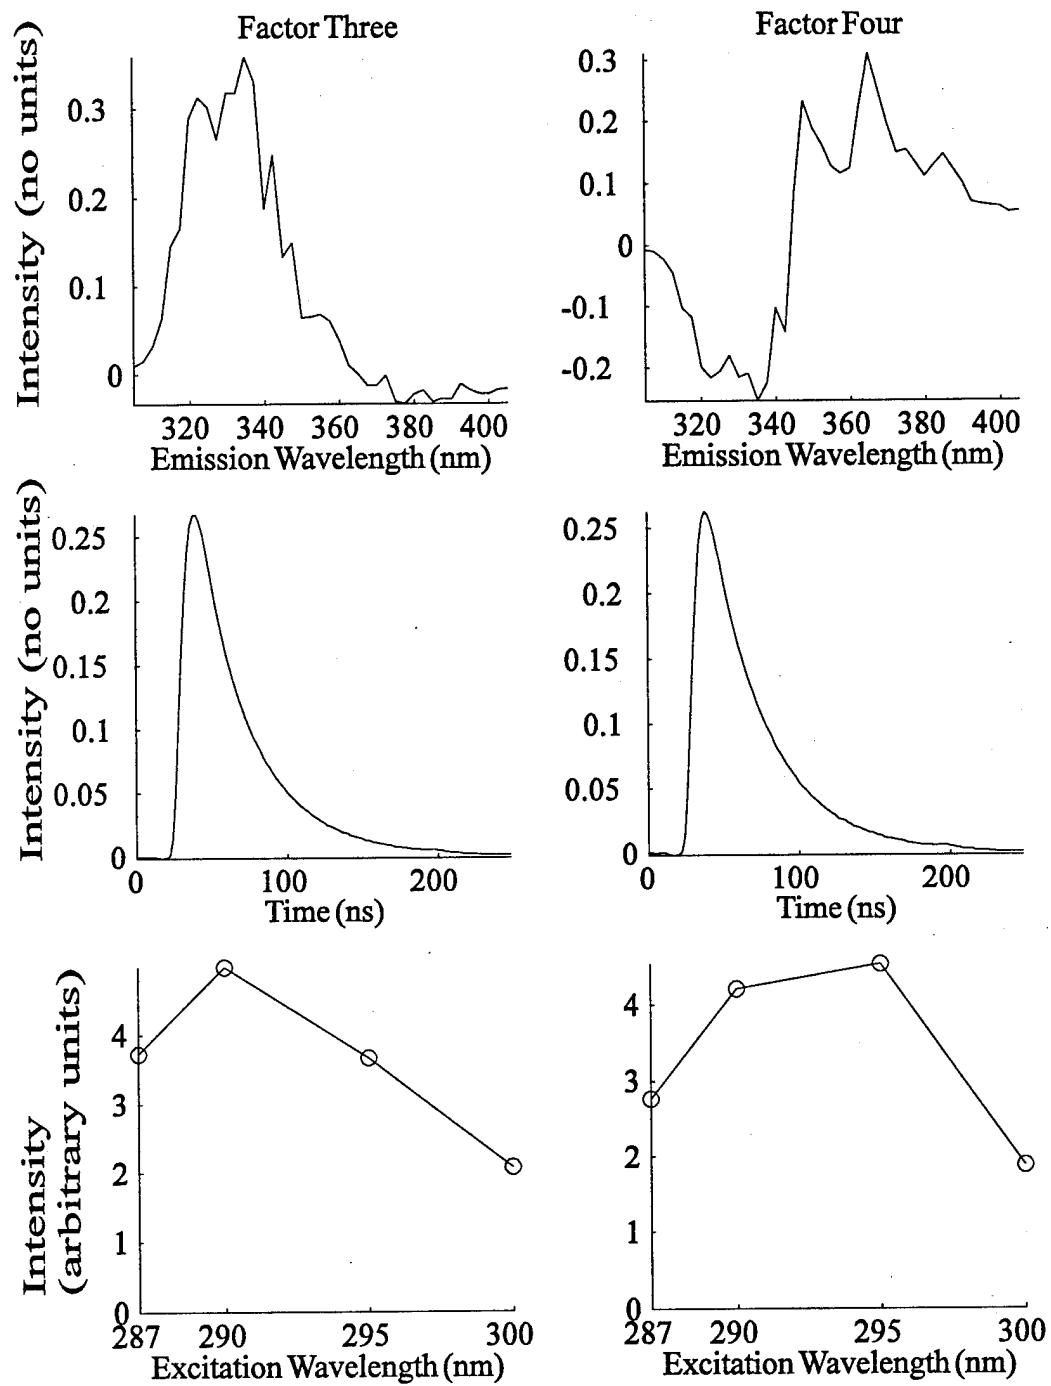 Factor Three
Intensity (no units)
0.3
0.2
0.1
0
320 340 360 380 400
Emission Wavelength (nm)
Factor Four
0.3
0.2
0.1
0
-0.1
-0.2
320 340 360 380 400
Emission Wavelength (nm)
Intensity (no units)
0.25
0.2
0.15
0.1
0.05
0
0 100 200
Time (ns)
0.25
0.2
0.15
0.1
0.05
0
0 100 200
Time (ns)
Intensity
(arbitrary units)
4
3
2
1
0
287 290 295 300
Excitation Wavelength (nm)
4
3
2
1
0
287 290 295 300
Excitation Wavelength (nm)